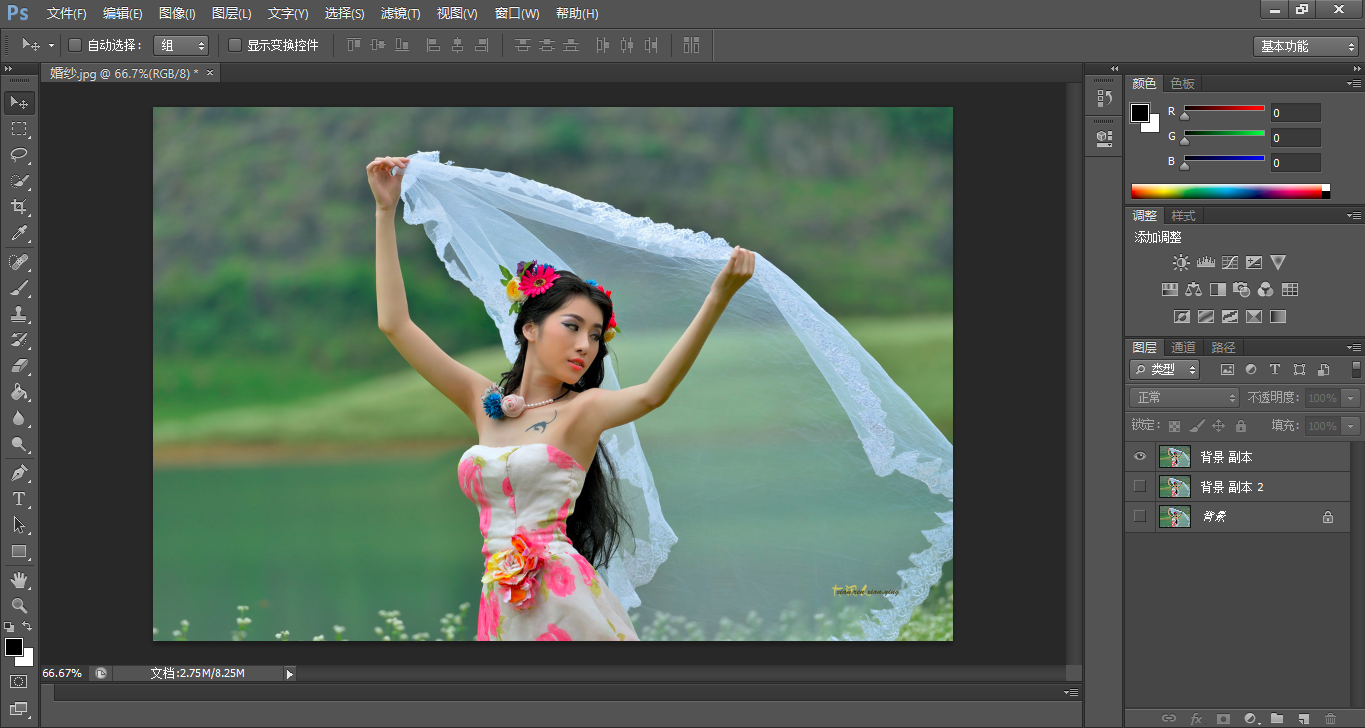 Ps 文件(F) 编辑(E) 图像(I) 图层(L) 文字(Y) 选择(S) 滤镜(T) 视图(V) 窗口(W) 帮助(H)
自动选择： 组 显示变换控件 基本功能
婚纱.jpg @ 66.7%(RGB/8) * ×
颜色 色板
R 0
G 0
B 0
调整 样式
添加调整
图层 通道 路径
类型
正常 不透明度： 100%
锁定： 填充： 100%
背景 副本
背景 副本 2
背景
66.67% 文档:2.75M/8.25M